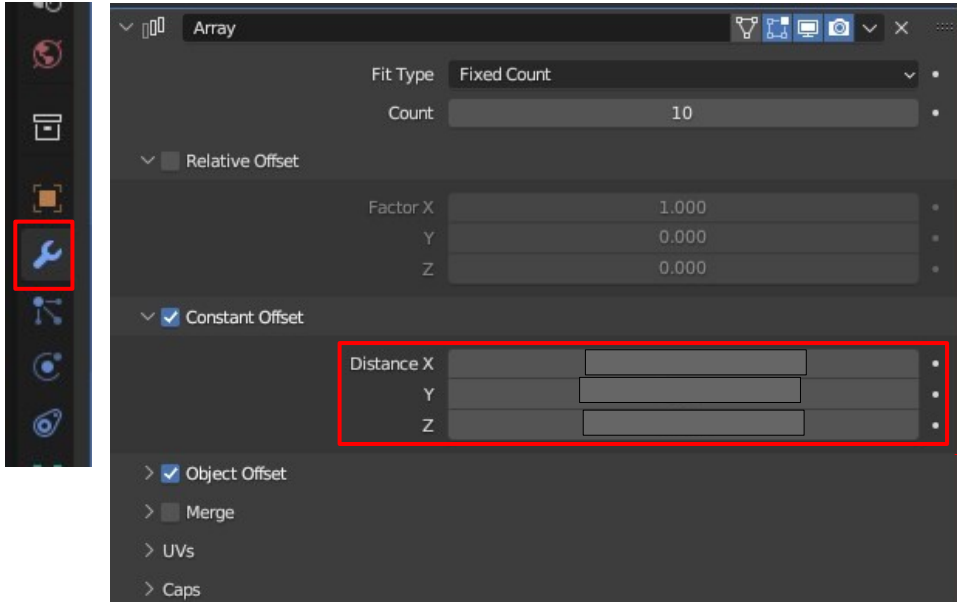 Array
Fit Type Fixed Count
Count 10
Relative Offset
Factor X 1.000
Y 0.000
Z 0.000
Constant Offset
Distance X
Y
Z
Object Offset
Merge
UVs
Caps